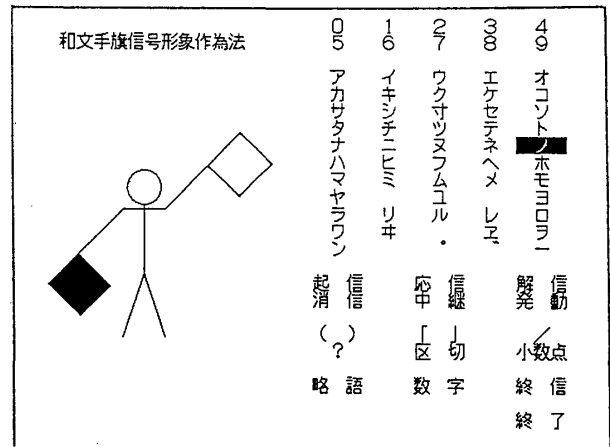 和文手旗信号形象作為法
0 1 2 3 4
5 6 7 8 9
アカサタナハマヤラワン
イキシチニヒミ リヰ
ウクスツヌフムユル 。
エケセテネヘメ レヱ゛
オコソトノホモヨロヲー
起信 応信 解信
消信 中継 発動
( ) 「 」 /
? 区切 小数点
略語 数字 終信
終了